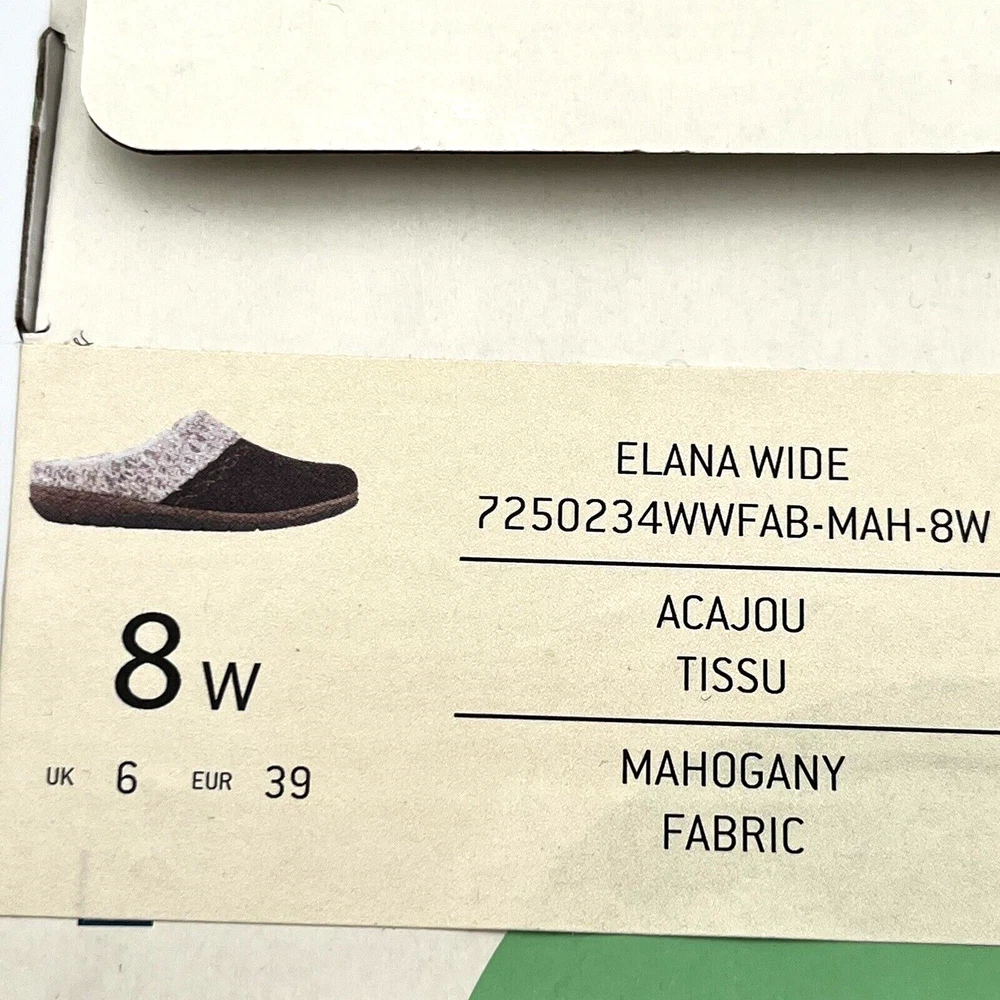 ELANA WIDE
7250234WWFAB-MAH-8W
ACAJOU
TISSU
MAHOGANY
FABRIC
8 W
UK 6 EUR 39